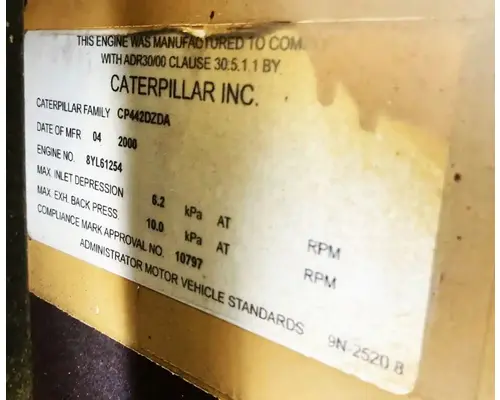 THIS ENGINE WAS MANUFACTURED TO COM
WITH ADR30/00 CLAUSE 30.5.1.1 BY
CATERPILLAR INC.
CATERPILLAR FAMILY CP442DZDA
DATE OF MFR 04 2000
ENGINE NO. 8YL61254
MAX. INLET DEPRESSION 6.2 kPa AT RPM
MAX. EXH. BACK PRESS 10.0 kPa AT RPM
COMPLIANCE MARK APPROVAL NO. 10797
ADMINISTRATOR MOTOR VEHICLE STANDARDS 9N-2520 8